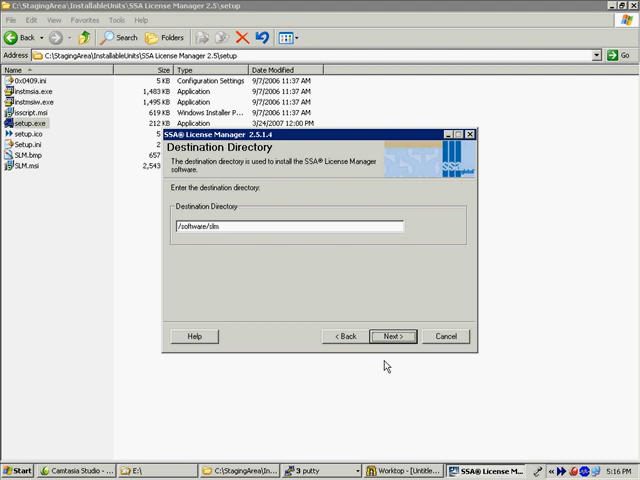 C:\StagingArea\InstallableUnits\SSA License Manager 2.5\setup
File Edit View Favorites Tools Help
Back Search Folders
Address C:\StagingArea\InstallableUnits\SSA License Manager 2.5\setup Go
Name Size Type Date Modified
0x0409.ini 5 KB Configuration Settings 9/7/2006 11:37 AM
instmsia.exe 1,483 KB Application 9/7/2006 11:37 AM
instmsiw.exe 1,495 KB Application 9/7/2006 11:37 AM
isscript.msi 619 KB Windows Installer P... 9/7/2006 11:37 AM
setup.exe 212 KB Application 3/24/2007 12:00 PM
setup.ico 5
Setup.ini 2
SLM.bmp 657
SLM.msi 2,543
SSA® License Manager 2.5.1.4
Destination Directory
The destination directory is used to install the SSA® License Manager
software.
SSA global
Enter the destination directory:
Destination Directory
/software/slm
Help < Back Next > Cancel
Start Camtasia Studio - ... E:\ C:\StagingArea\In... 3 putty Worktop - [Untitle... SSA® License M... « 5:16 PM